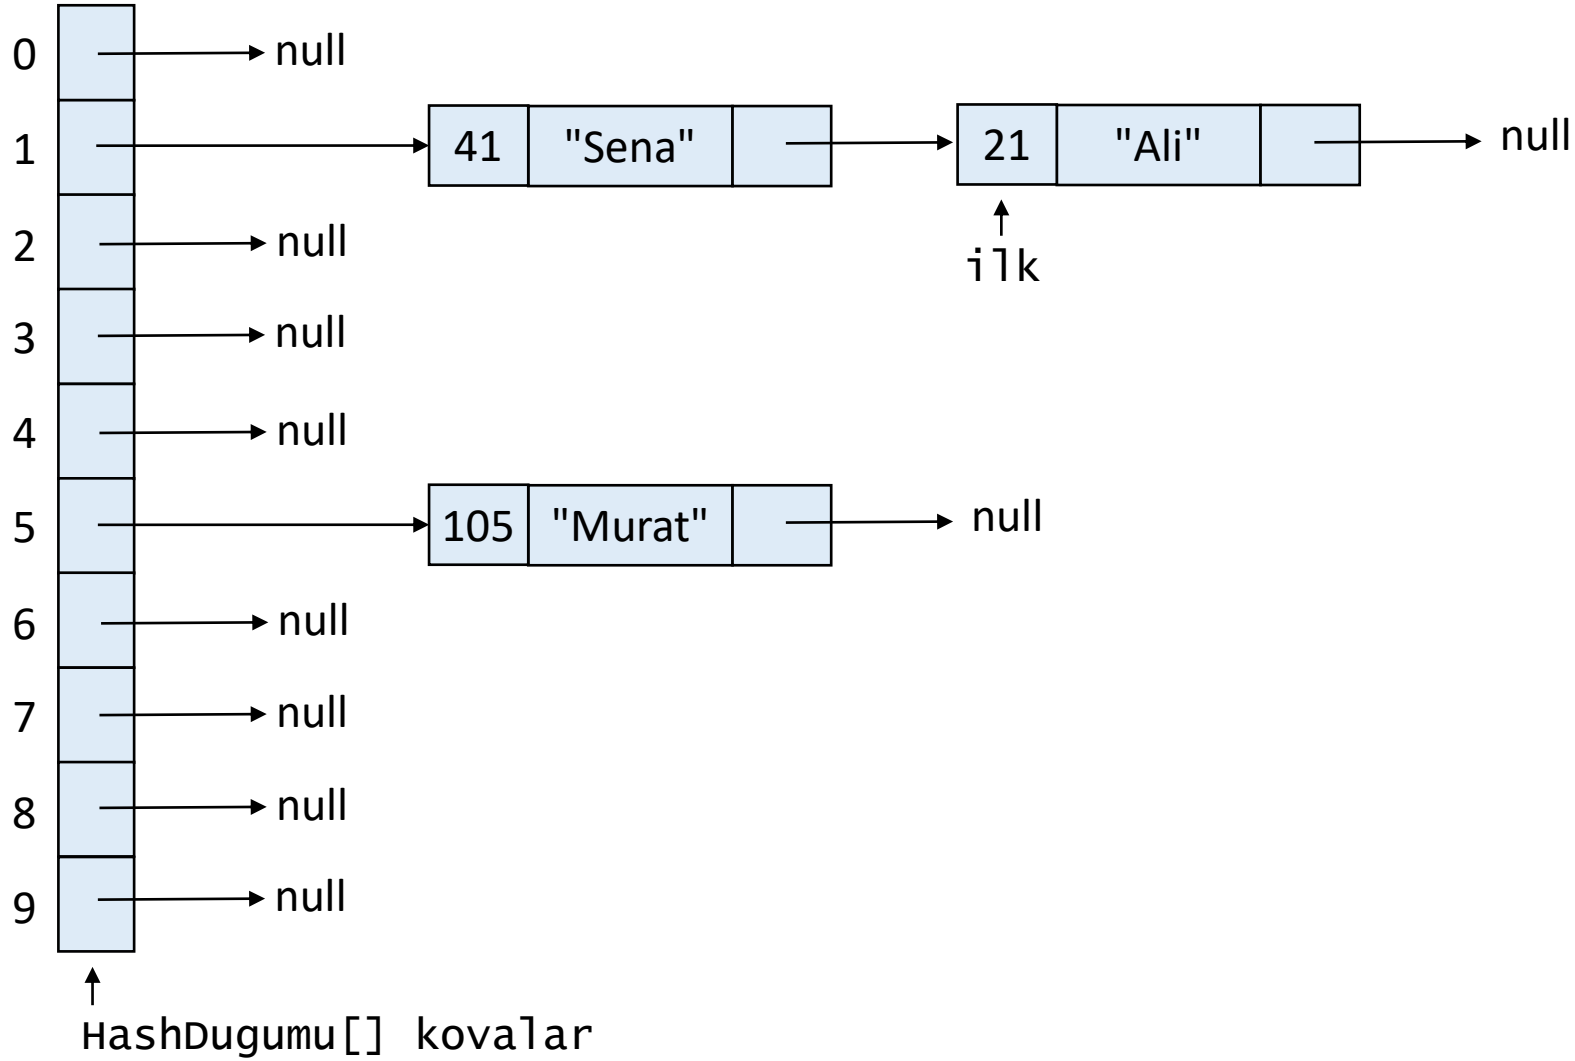 0 null
1 41 "Sena" 21 "Ali" null
2 null
ilk
3 null
4 null
5 105 "Murat" null
6 null
7 null
8 null
9 null
HashDugumu[] kovalar